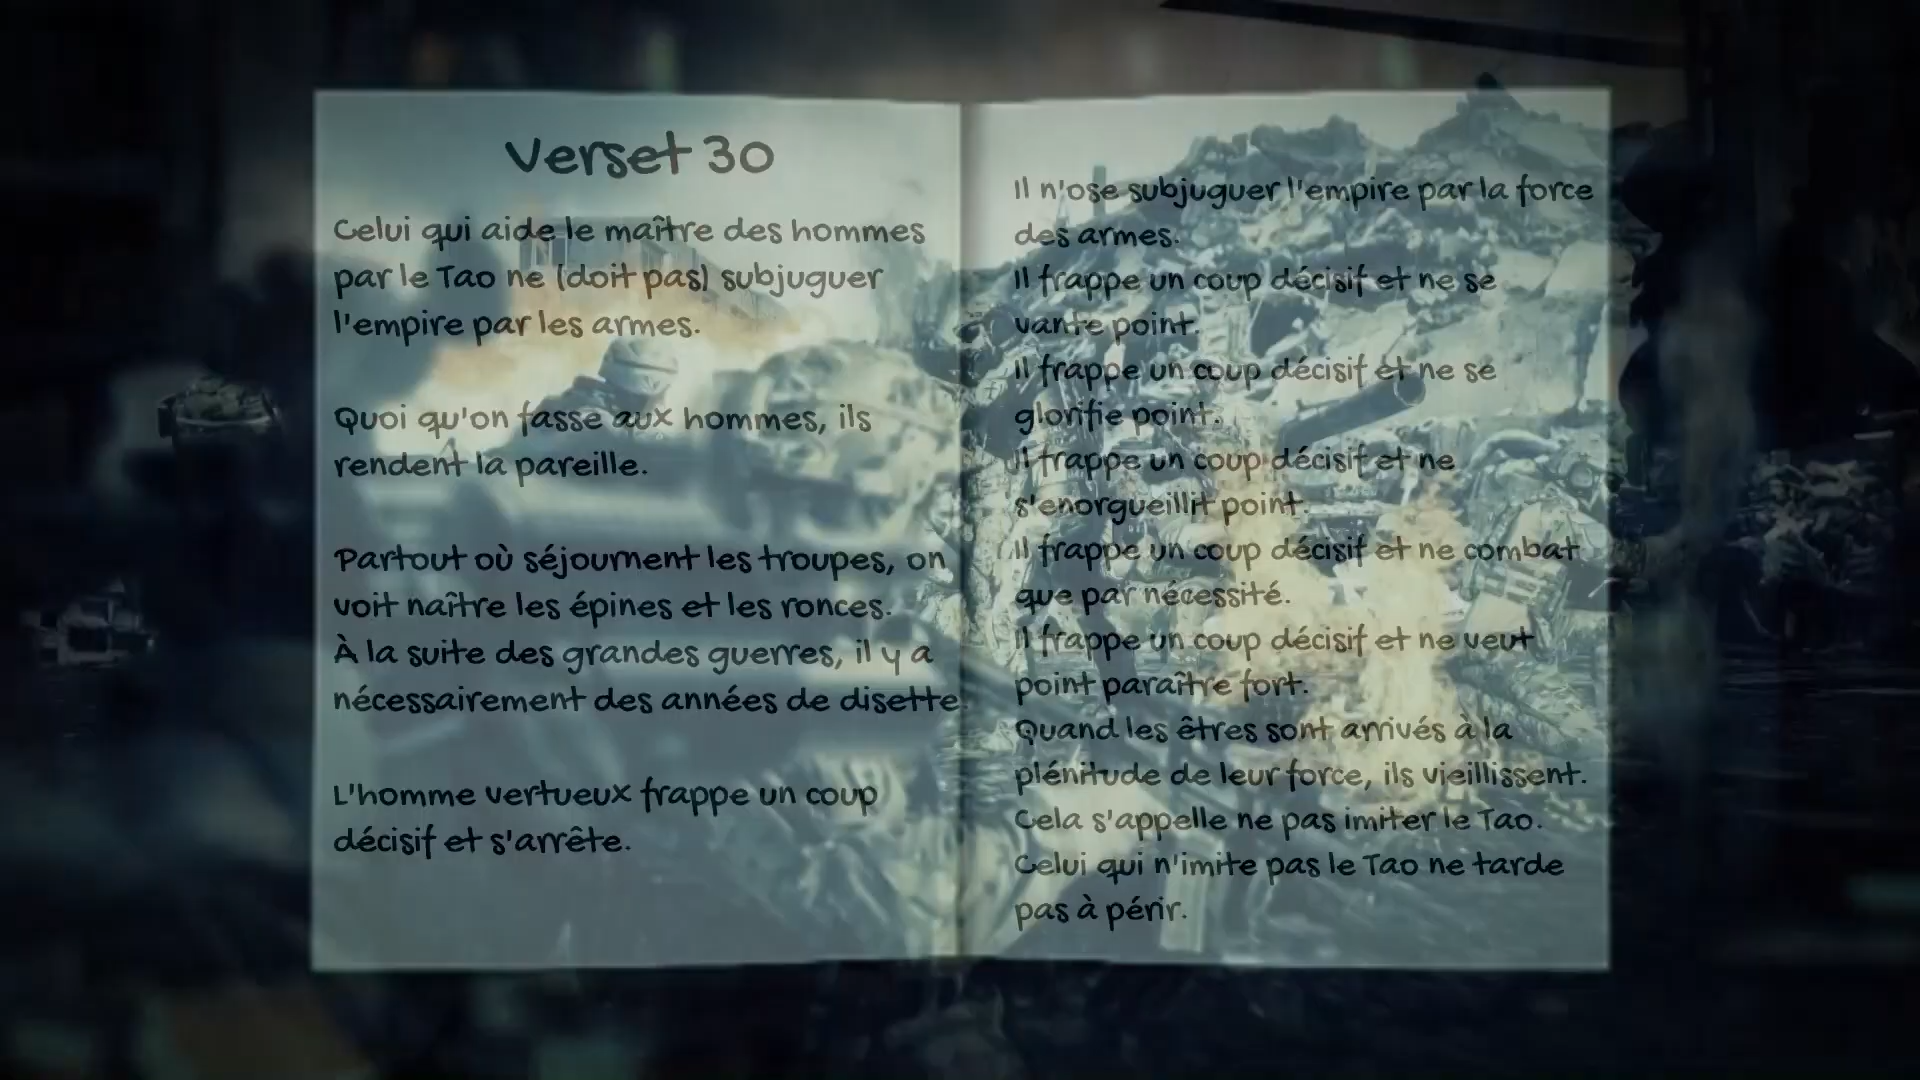 Verset 30
Celui qui aide le maître des hommes
par le Tao ne (doit pas) subjuguer
l'empire par les armes.
Quoi qu'on fasse aux hommes, ils
rendent la pareille.
Partout où séjournent les troupes, on
voit naître les épines et les ronces.
À la suite des grandes guerres, il y a
nécessairement des années de disette.
L'homme vertueux frappe un coup
décisif et s'arrête.
Il n'ose subjuguer l'empire par la force
des armes.
Il frappe un coup décisif et ne se
vante point.
Il frappe un coup décisif et ne se
glorifie point.
Il frappe un coup décisif et ne
s'enorgueillit point.
Il frappe un coup décisif et ne combat
que par nécessité.
Il frappe un coup décisif et ne veut
point paraître fort.
Quand les êtres sont arrivés à la
plénitude de leur force, ils vieillissent.
Cela s'appelle ne pas imiter le Tao.
Celui qui n'imite pas le Tao ne tarde
pas à périr.